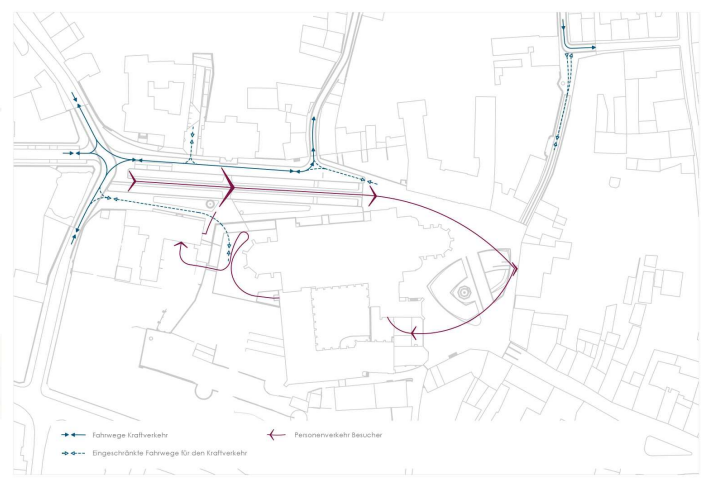 Fahrwege Kraftverkehr
Personenverkehr Besucher
Eingeschränkte Fahrwege für den Kraftverkehr